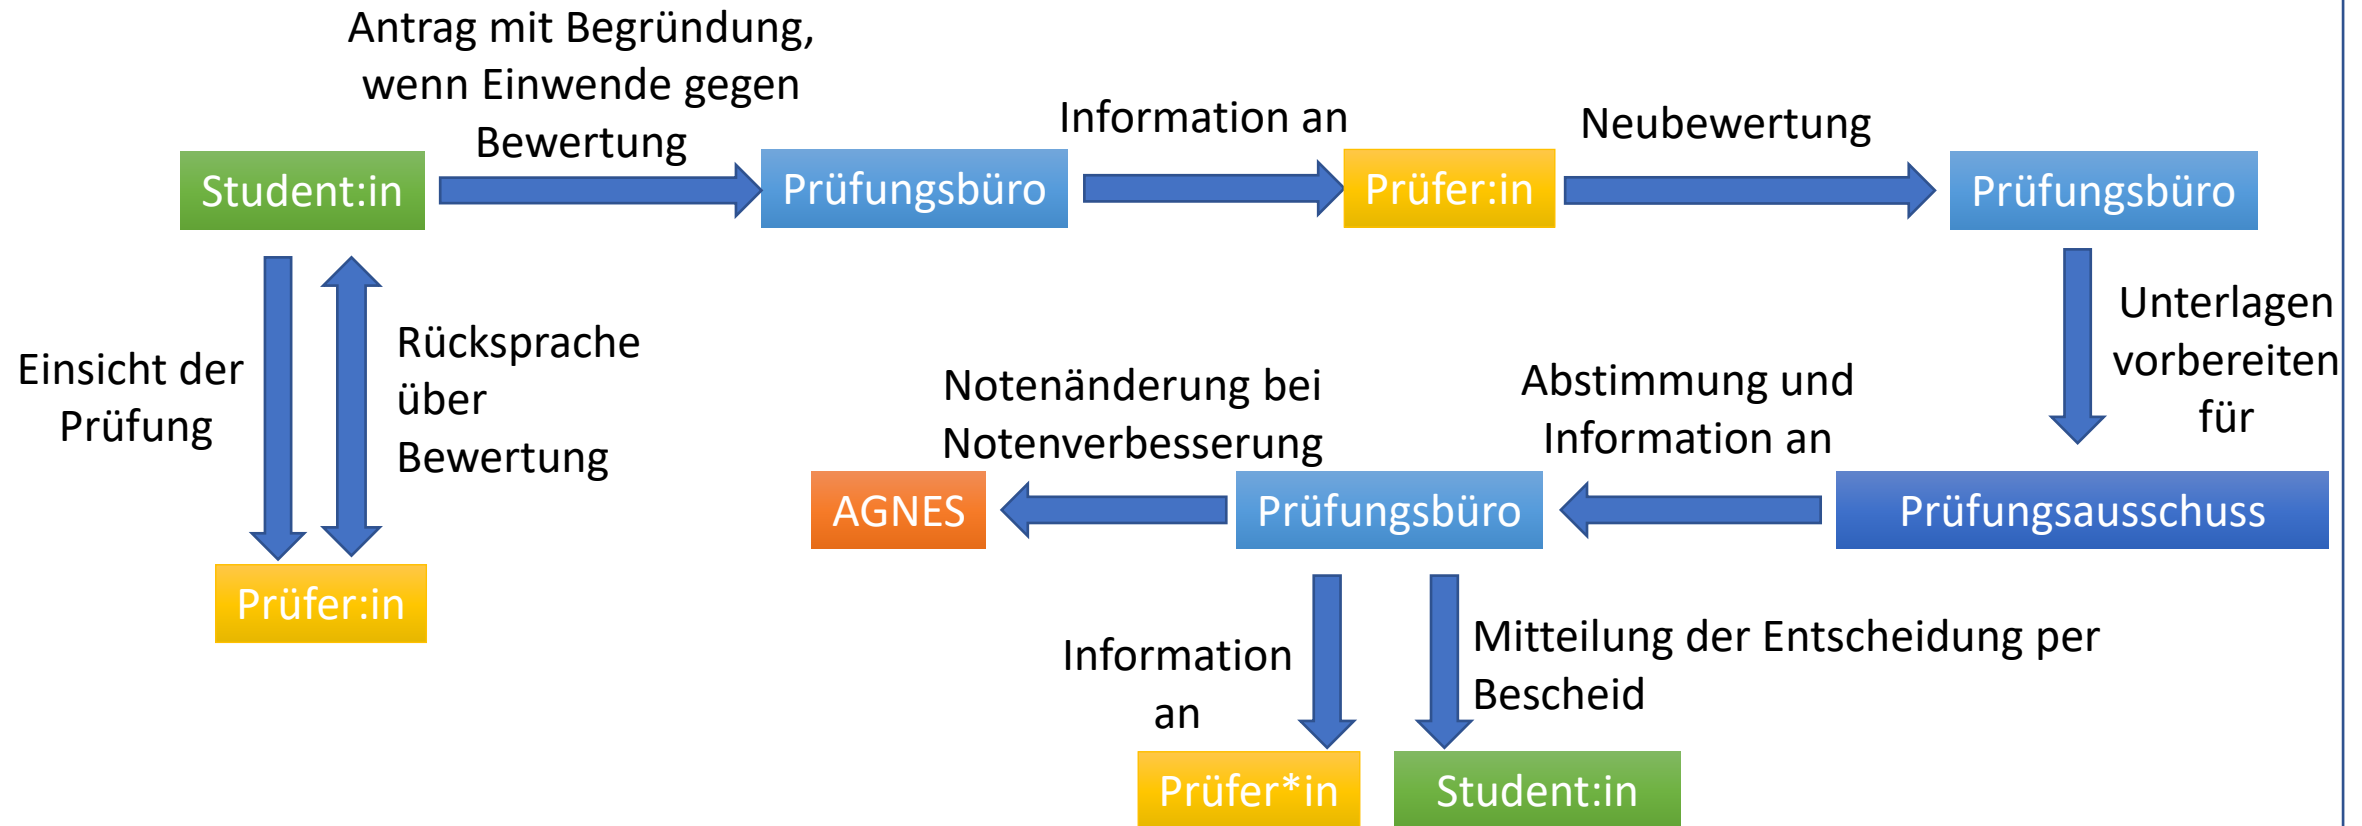 Antrag mit Begründung,
wenn Einwende gegen
Bewertung
Information an
Neubewertung
Student:in
Prüfungsbüro
Prüfer:in
Prüfungsbüro
Einsicht der
Prüfung
Rücksprache
über
Bewertung
Unterlagen
vorbereiten
für
Notenänderung bei
Notenverbesserung
Abstimmung und
Information an
AGNES
Prüfungsbüro
Prüfungsausschuss
Prüfer:in
Information
an
Mitteilung der Entscheidung per
Bescheid
Prüfer*in
Student:in